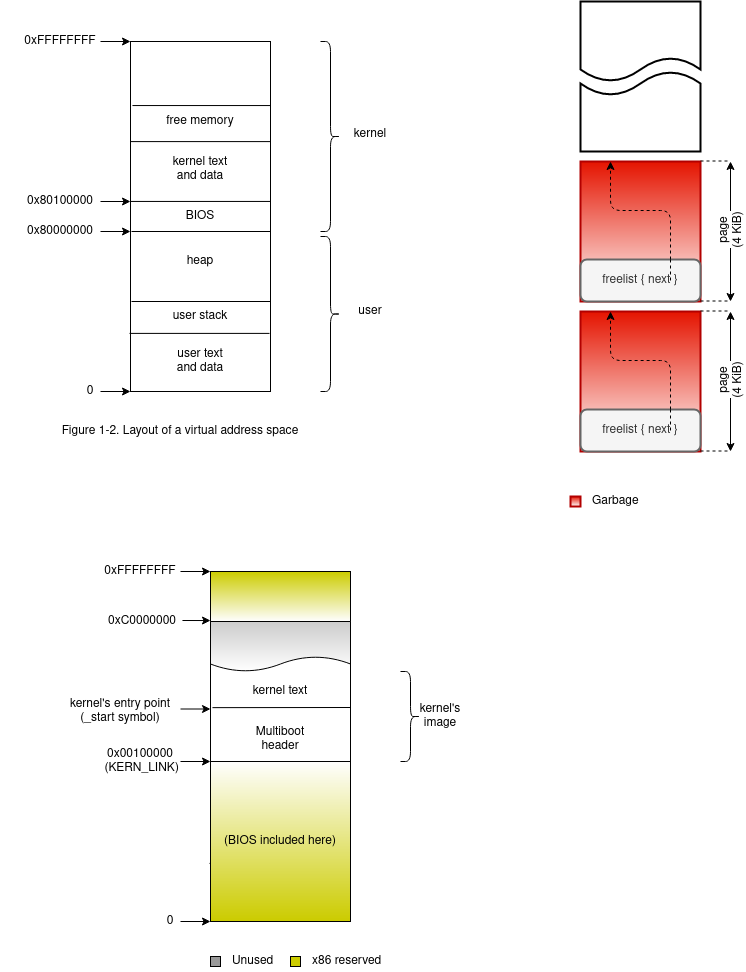 0xFFFFFFFF
free memory
kernel text
and data
kernel
0x80100000
BIOS
0x80000000
heap
user stack
user
user text
and data
0
Figure 1-2. Layout of a virtual address space
freelist { next }
page
(4 KiB)
freelist { next }
page
(4 KiB)
Garbage
0xFFFFFFFF
0xC0000000
kernel text
kernel's entry point
(_start symbol)
Multiboot
header
kernel's
image
0x00100000
(KERN_LINK)
(BIOS included here)
0
Unused
x86 reserved